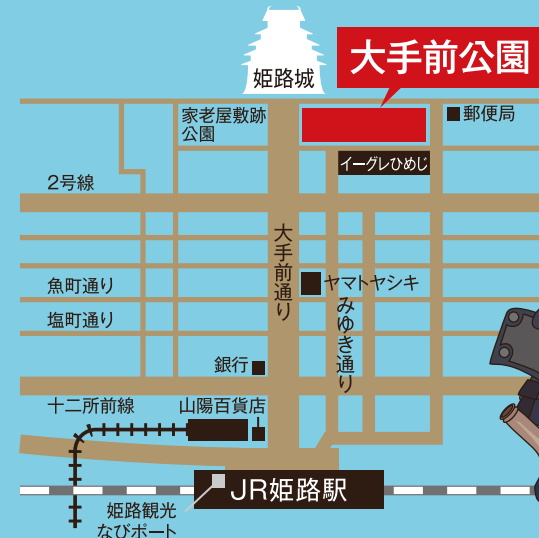 姫路城
大手前公園
家老屋敷跡
公園
郵便局
イーグレひめじ
2号線
大手前通り
ヤマトヤシキ
魚町通り
みゆき通り
塩町通り
銀行
十二所前線
山陽百貨店
JR姫路駅
姫路観光
なびポート